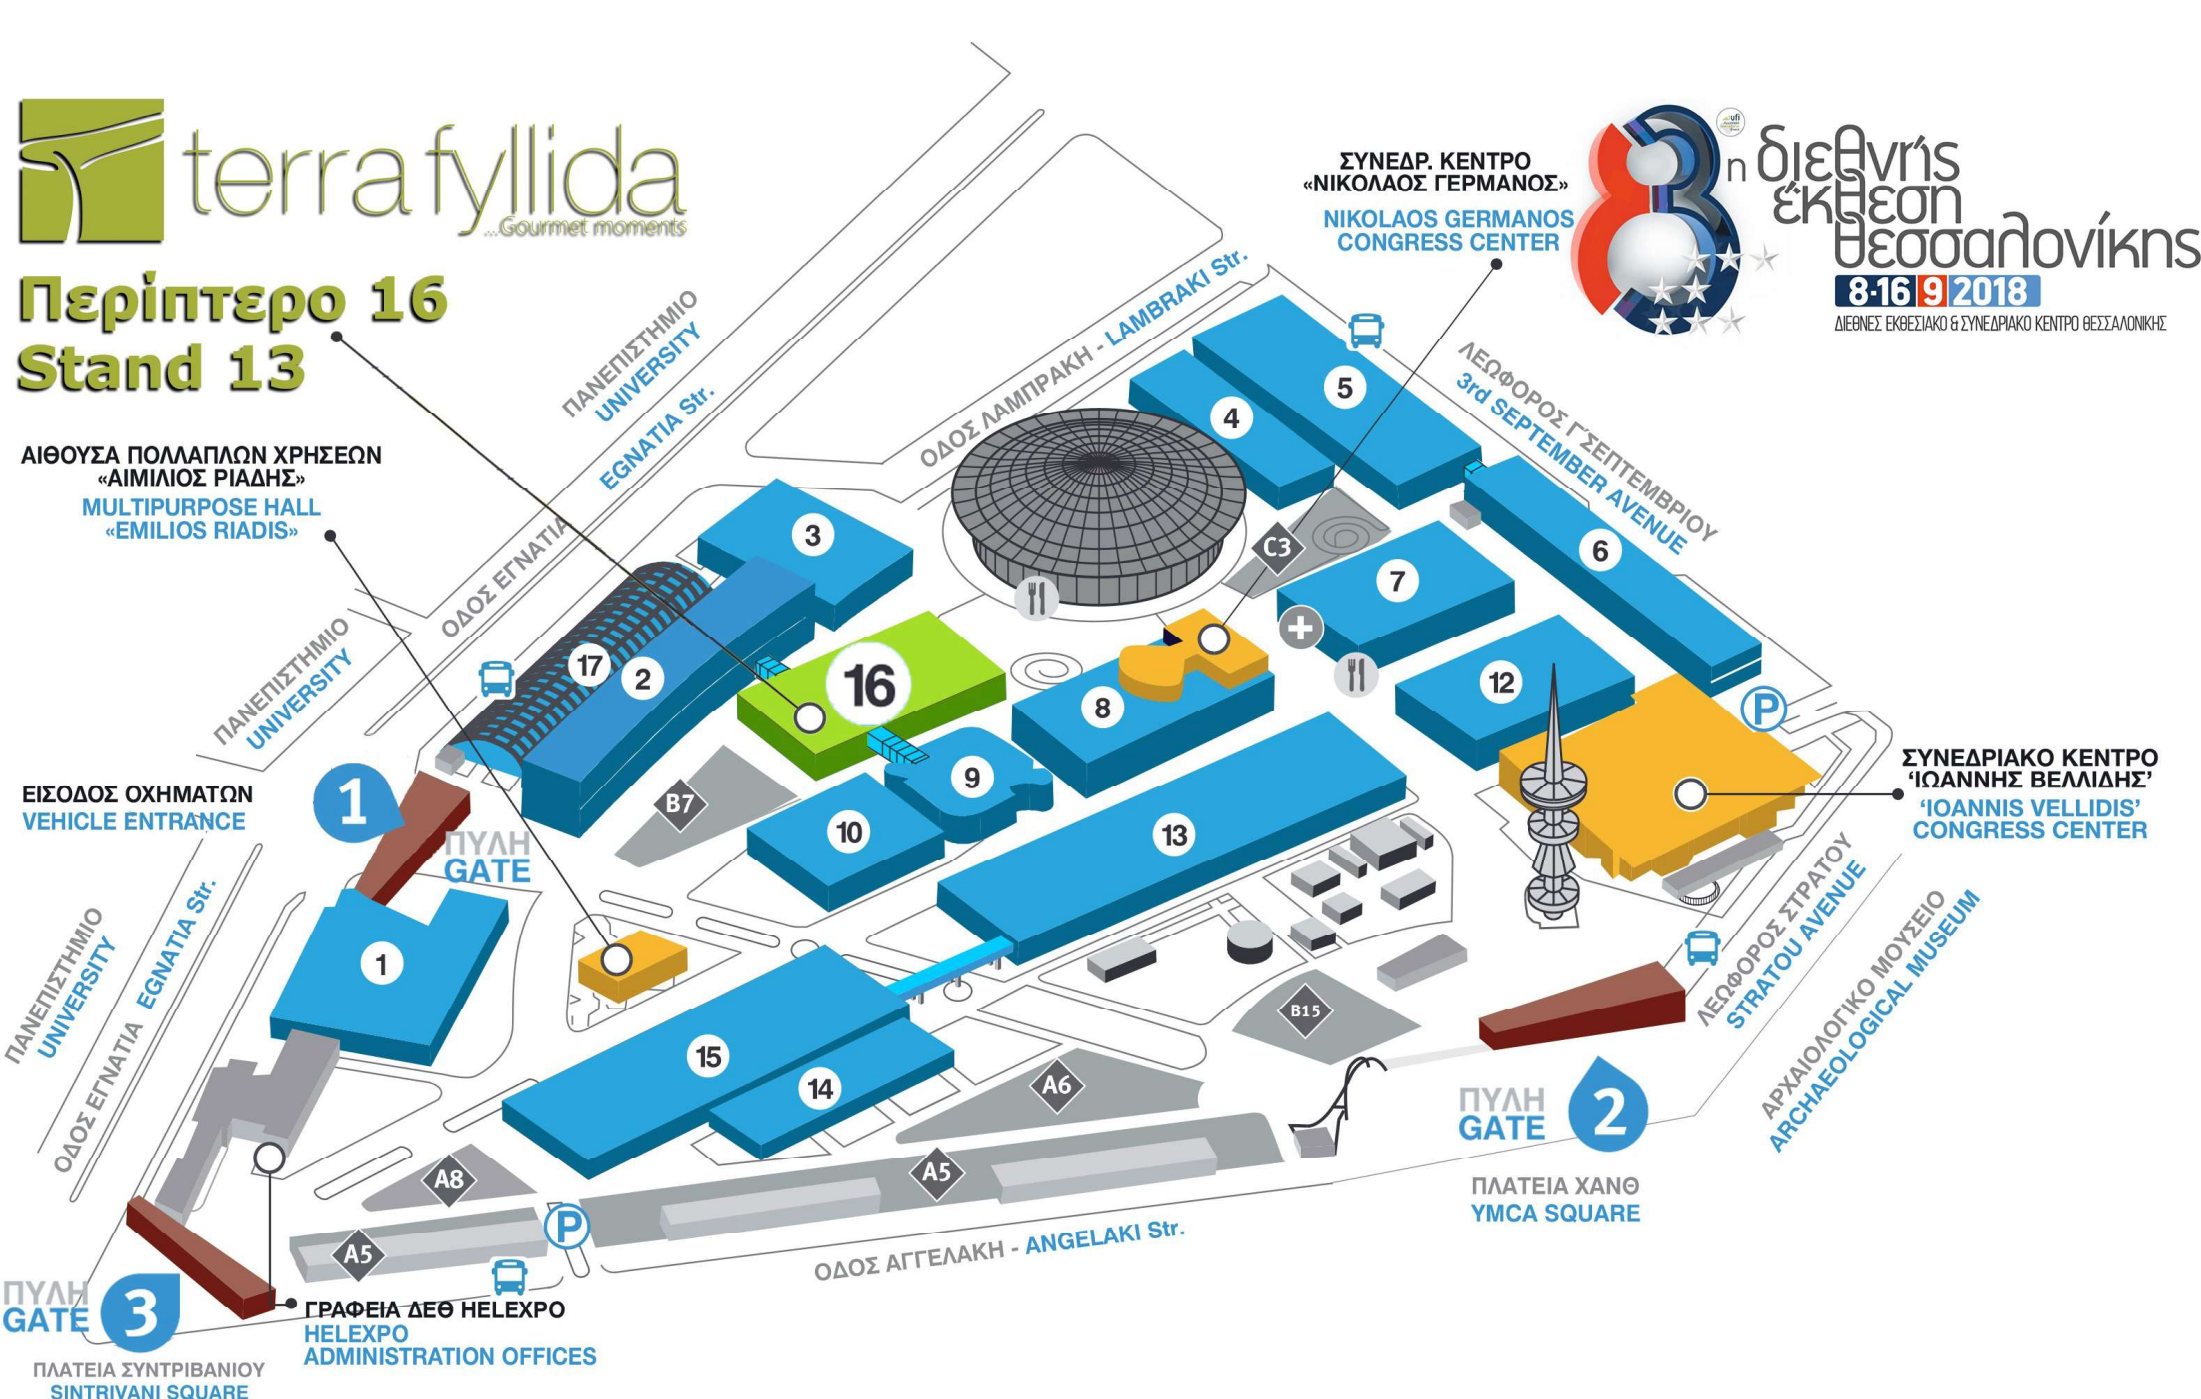 terra fyllida
...Gourmet moments
Περίπτερο 16
Stand 13
ΑΙΘΟΥΣΑ ΠΟΛΛΑΠΛΩΝ ΧΡΗΣΕΩΝ
«ΑΙΜΙΛΙΟΣ ΡΙΑΔΗΣ»
MULTIPURPOSE HALL
«EMILIOS RIADIS»
ΣΥΝΕΔΡ. ΚΕΝΤΡΟ
«ΝΙΚΟΛΑΟΣ ΓΕΡΜΑΝΟΣ»
NIKOLAOS GERMANOS
CONGRESS CENTER
ufi
8
η διεθνής
έκθεση
θεσσαλονίκης
8-16 9 2018
ΔΙΕΘΝΕΣ ΕΚΘΕΣΙΑΚΟ & ΣΥΝΕΔΡΙΑΚΟ ΚΕΝΤΡΟ ΘΕΣΣΑΛΟΝΙΚΗΣ
ΠΑΝΕΠΙΣΤΗΜΙΟ
UNIVERSITY
EGNATIA Str.
ΟΔΟΣ ΕΓΝΑΤΙΑ
ΟΔΟΣ ΛΑΜΠΡΑΚΗ - LAMBRAKI Str.
ΛΕΩΦΟΡΟΣ Γ΄ΣΕΠΤΕΜΒΡΙΟΥ
3rd SEPTEMBER AVENUE
ΠΑΝΕΠΙΣΤΗΜΙΟ
UNIVERSITY
5
4
3
C3
6
7
17
2
16
12
8
P
9
B7
10
13
ΕΙΣΟΔΟΣ ΟΧΗΜΑΤΩΝ
VEHICLE ENTRANCE
1
ΠΥΛΗ
GATE
ΣΥΝΕΔΡΙΑΚΟ ΚΕΝΤΡΟ
‘ΙΩΑΝΝΗΣ ΒΕΛΛΙΔΗΣ’
‘IOANNIS VELLIDIS’
CONGRESS CENTER
ΠΑΝΕΠΙΣΤΗΜΙΟ
UNIVERSITY
ΟΔΟΣ ΕΓΝΑΤΙΑ EGNATIA Str.
1
15
14
B15
A6
A8
A5
A5
P
ΛΕΩΦΟΡΟΣ ΣΤΡΑΤΟΥ
STRATOU AVENUE
ΑΡΧΑΙΟΛΟΓΙΚΟ ΜΟΥΣΕΙΟ
ARCHAEOLOGICAL MUSEUM
ΠΥΛΗ
GATE
2
ΠΛΑΤΕΙΑ ΧΑΝΘ
YMCA SQUARE
ΟΔΟΣ ΑΓΓΕΛΑΚΗ - ANGELAKI Str.
ΠΥΛΗ
GATE
3
ΠΛΑΤΕΙΑ ΣΥΝΤΡΙΒΑΝΙΟΥ
SINTRIVANI SQUARE
ΓΡΑΦΕΙΑ ΔΕΘ HELEXPO
HELEXPO
ADMINISTRATION OFFICES